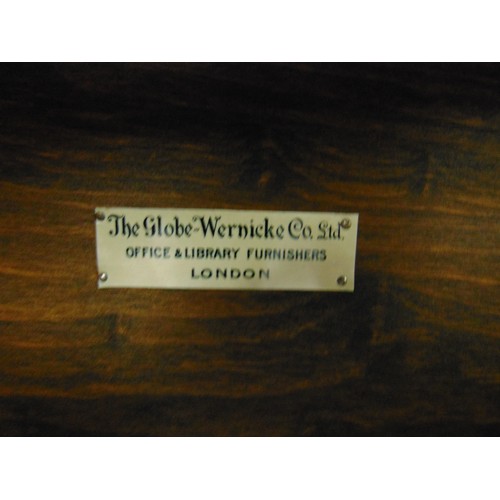 The Globe-Wernicke Co. Ltd.
OFFICE & LIBRARY FURNISHERS
LONDON